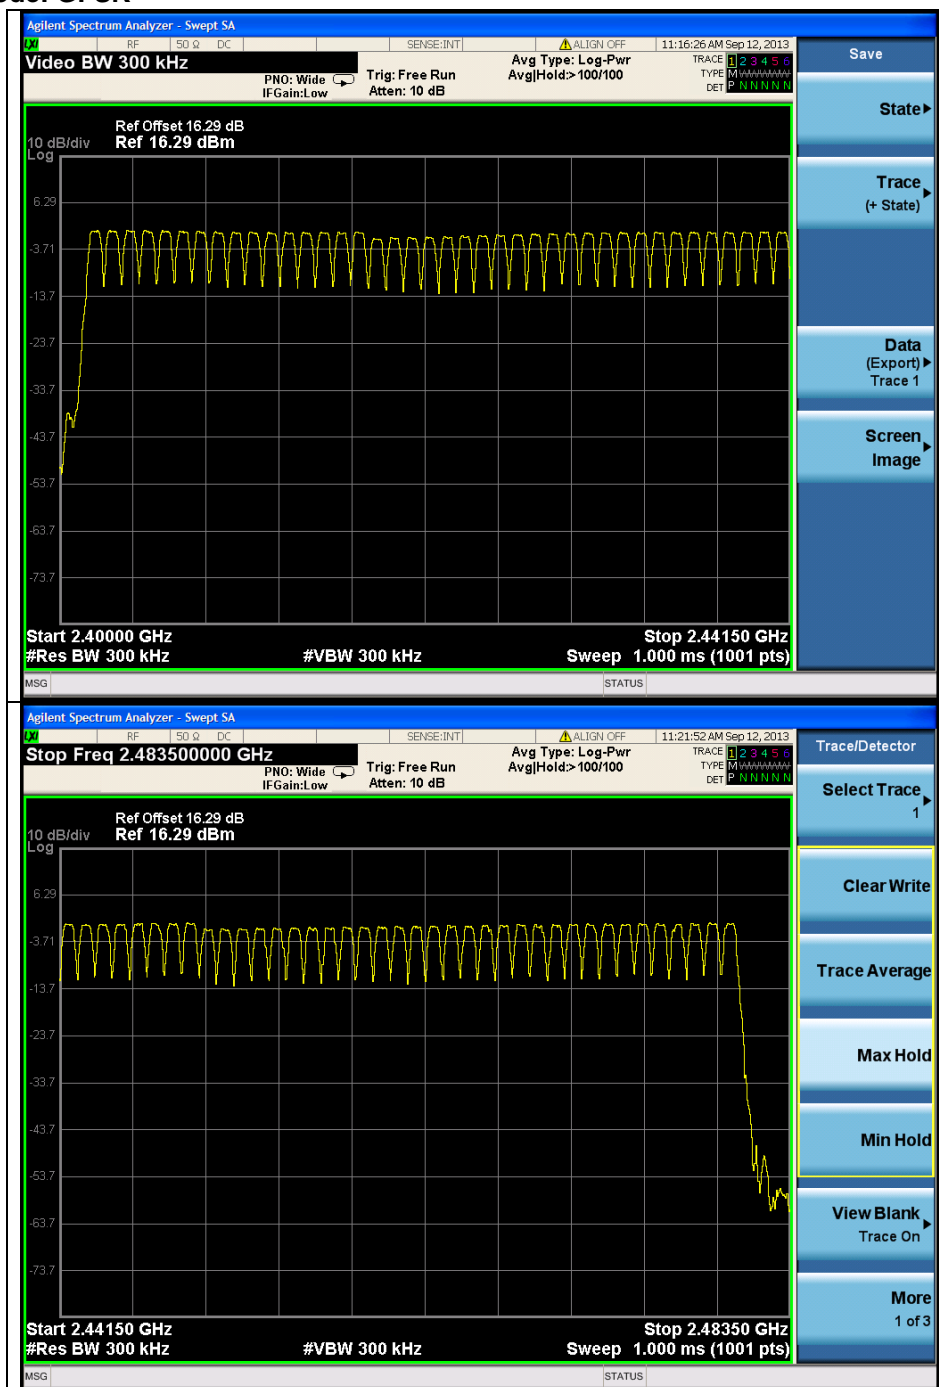 Agilent Spectrum Analyzer - Swept SA
LXI RF 50 Ω DC SENSE:INT ALIGN OFF 11:16:26 AM Sep 12, 2013
Video BW 300 kHz
PNO: Wide
IFGain:Low
Trig: Free Run
Atten: 10 dB
Avg Type: Log-Pwr
Avg|Hold:>100/100
TRACE 1 2 3 4 5 6
TYPE M
DET P N N N N N
Ref Offset 16.29 dB
10 dB/div Ref 16.29 dBm
Log
6.29
-3.71
-13.7
-23.7
-33.7
-43.7
-53.7
-63.7
-73.7
Start 2.40000 GHz Stop 2.44150 GHz
#Res BW 300 kHz #VBW 300 kHz Sweep 1.000 ms (1001 pts)
MSG STATUS
Save
State
Trace
(+ State)
Data
(Export)
Trace 1
Screen
Image
Agilent Spectrum Analyzer - Swept SA
LXI RF 50 Ω DC SENSE:INT ALIGN OFF 11:21:52 AM Sep 12, 2013
Stop Freq 2.483500000 GHz
PNO: Wide
IFGain:Low
Trig: Free Run
Atten: 10 dB
Avg Type: Log-Pwr
Avg|Hold:>100/100
TRACE 1 2 3 4 5 6
TYPE M
DET P N N N N N
Ref Offset 16.29 dB
10 dB/div Ref 16.29 dBm
Log
6.29
-3.71
-13.7
-23.7
-33.7
-43.7
-53.7
-63.7
-73.7
Start 2.44150 GHz Stop 2.48350 GHz
#Res BW 300 kHz #VBW 300 kHz Sweep 1.000 ms (1001 pts)
MSG STATUS
Trace/Detector
Select Trace
1
Clear Write
Trace Average
Max Hold
Min Hold
View Blank
Trace On
More
1 of 3